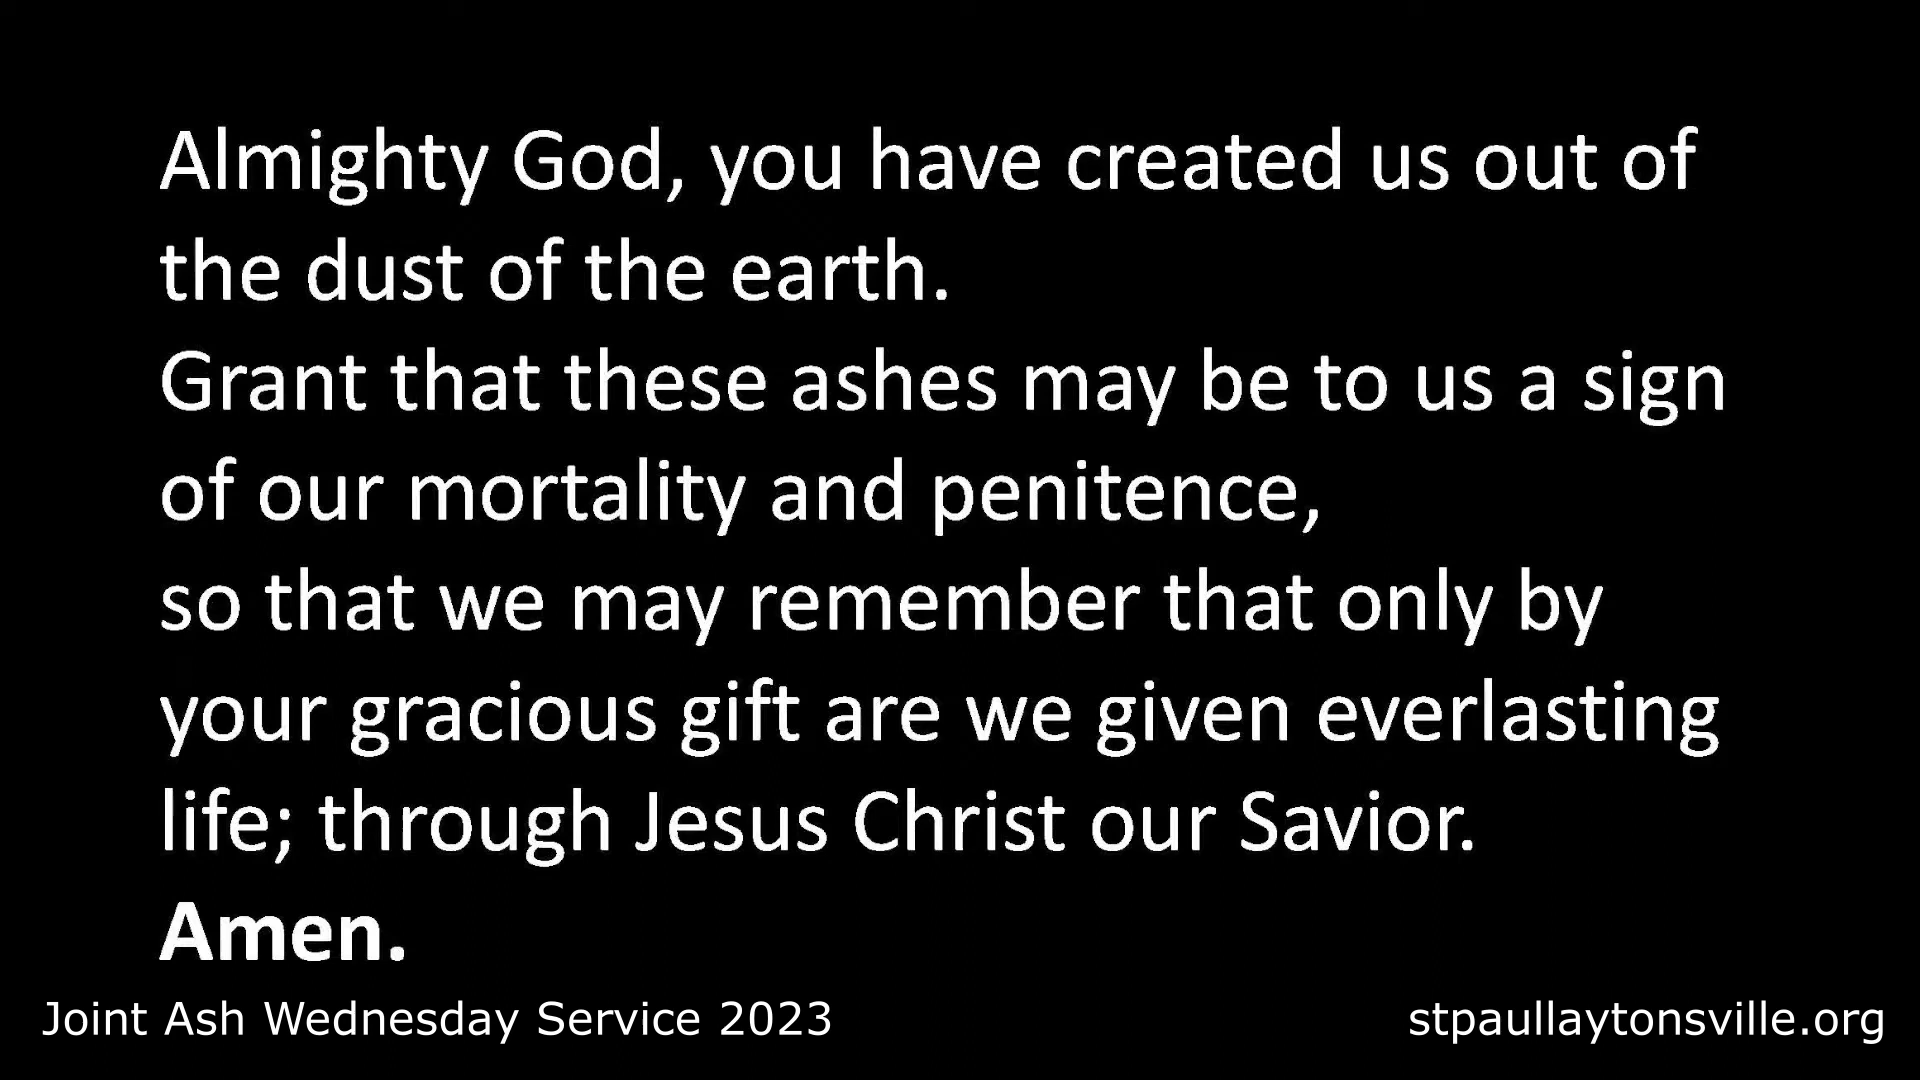 Almighty God, you have created us out of
the dust of the earth.
Grant that these ashes may be to us a sign
of our mortality and penitence,
so that we may remember that only by
your gracious gift are we given everlasting
life; through Jesus Christ our Savior.
Amen.
Joint Ash Wednesday Service 2023
stpaullaytonsville.org